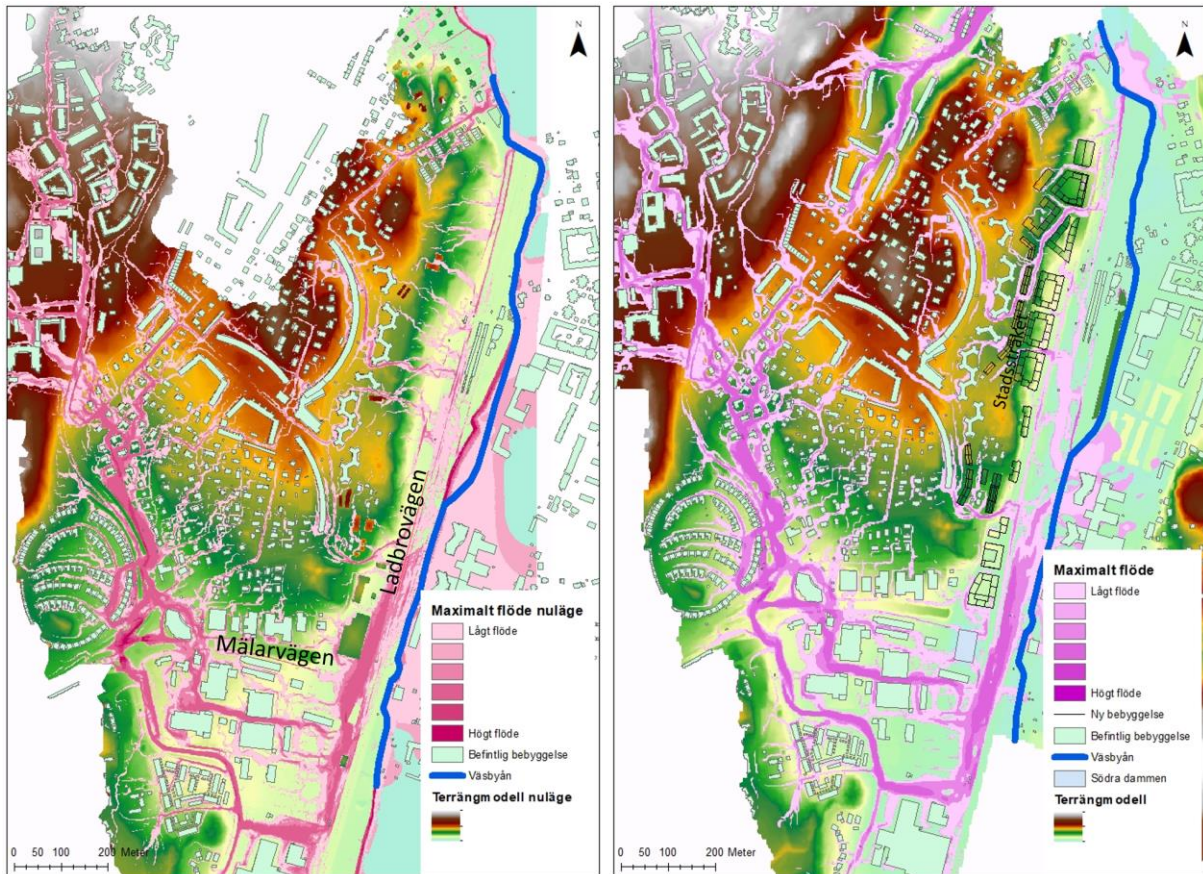 N
Ladbrovägen
Mälarvägen
Maximalt flöde nuläge
Lågt flöde
Högt flöde
Befintlig bebyggelse
Väsbyån
Terrängmodell nuläge
0 50 100 200 Meter
N
Stadsstråket
Maximalt flöde
Lågt flöde
Högt flöde
Ny bebyggelse
Befintlig bebyggelse
Väsbyån
Södra dammen
Terrängmodell
0 50 100 200 Meter